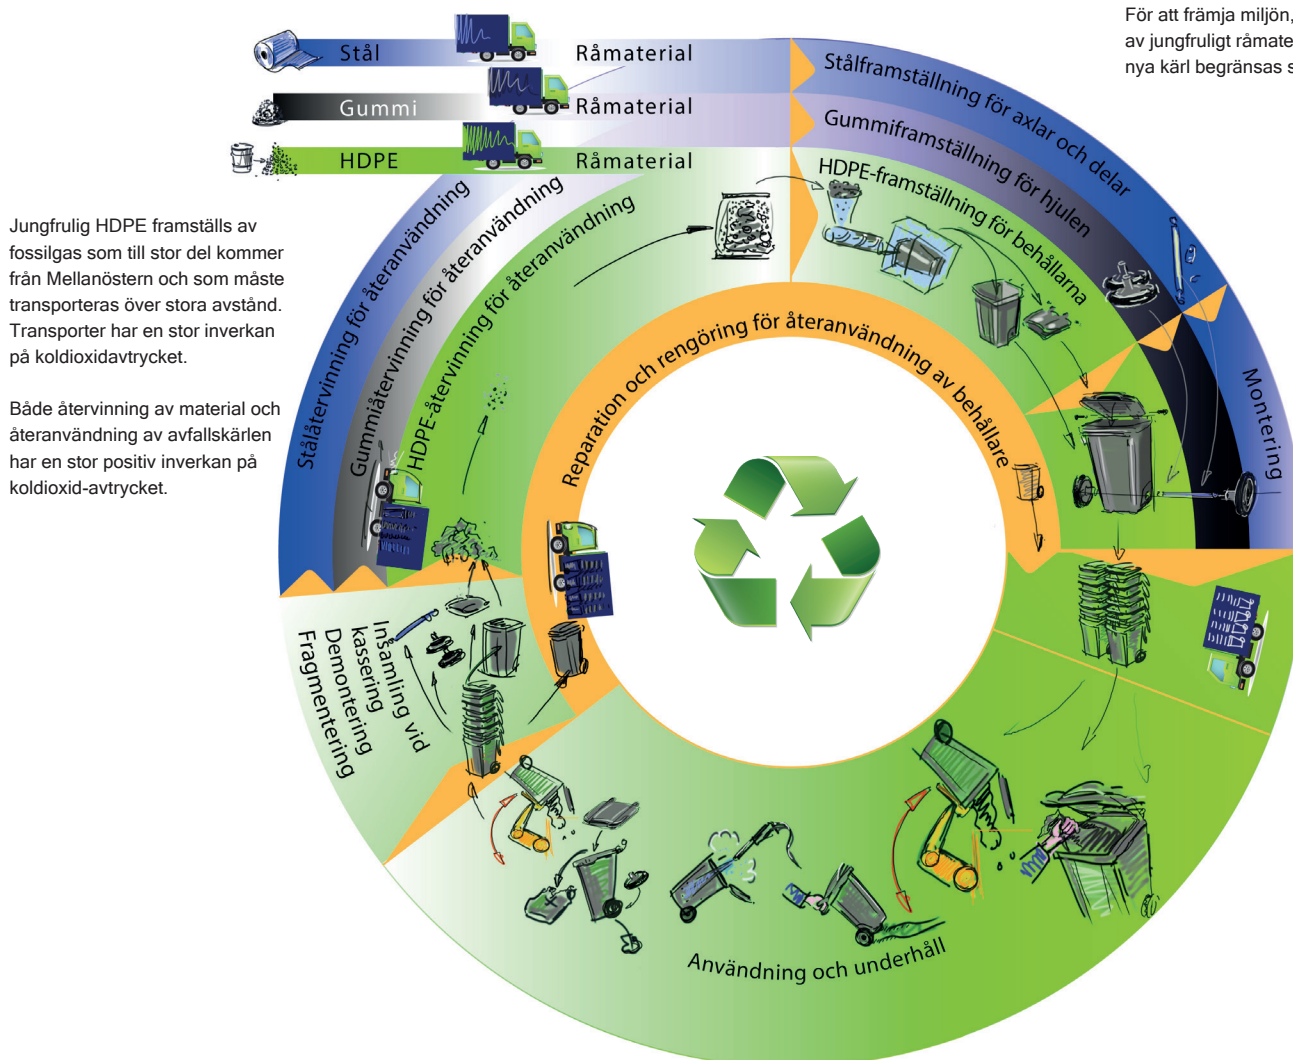 För att främja miljön,
av jungfruligt råmate
nya kärl begränsas s
Stål
Råmaterial
Gummi
Råmaterial
HDPE
Råmaterial
Stålframställning för axlar och delar
Gummiframställning för hjulen
HDPE-framställning för behållarna
Montering
Jungfrulig HDPE framställs av
fossilgas som till stor del kommer
från Mellanöstern och som måste
transporteras över stora avstånd.
Transporter har en stor inverkan
på koldioxidavtrycket.
Både återvinning av material och
återanvändning av avfallskärlen
har en stor positiv inverkan på
koldioxid-avtrycket.
Stålåtervinning för återanvändning
Gummiåtervinning för återanvändning
HDPE-återvinning för återanvändning
Reparation och rengöring för återanvändning av behållare
Insamling vid
kassering
Demontering
Fragmentering
Användning och underhåll